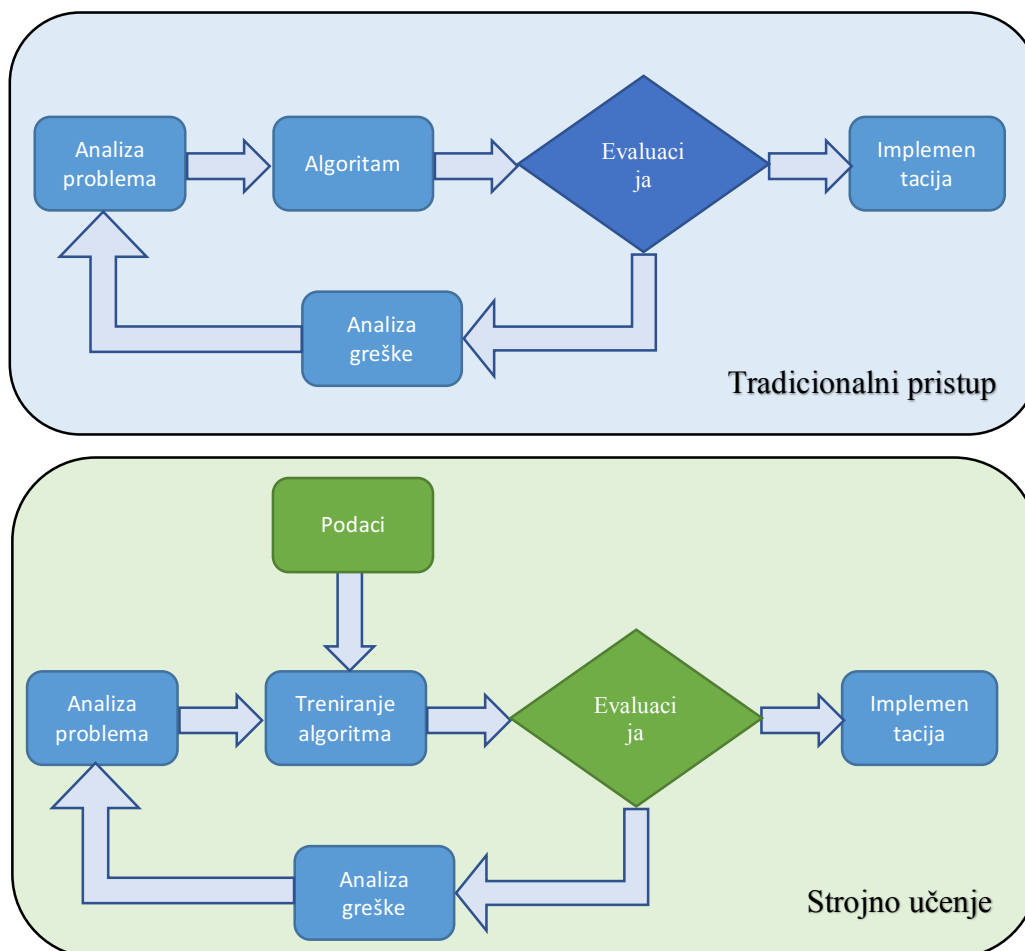 Analiza
problema
Algoritam
Evaluaci
ja
Implemen
tacija
Analiza
greške
Tradicionalni pristup
Podaci
Analiza
problema
Treniranje
algoritma
Evaluaci
ja
Implemen
tacija
Analiza
greške
Strojno učenje